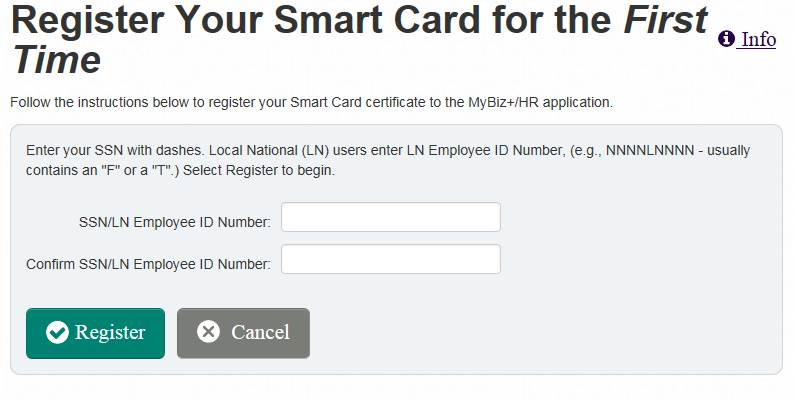 Register Your Smart Card for the First
Time
Info
Follow the instructions below to register your Smart Card certificate to the MyBiz+/HR application.
Enter your SSN with dashes. Local National (LN) users enter LN Employee ID Number, (e.g., NNNNLNNNN - usually
contains an "F" or a "T".) Select Register to begin.
SSN/LN Employee ID Number:
Confirm SSN/LN Employee ID Number:
Register
Cancel